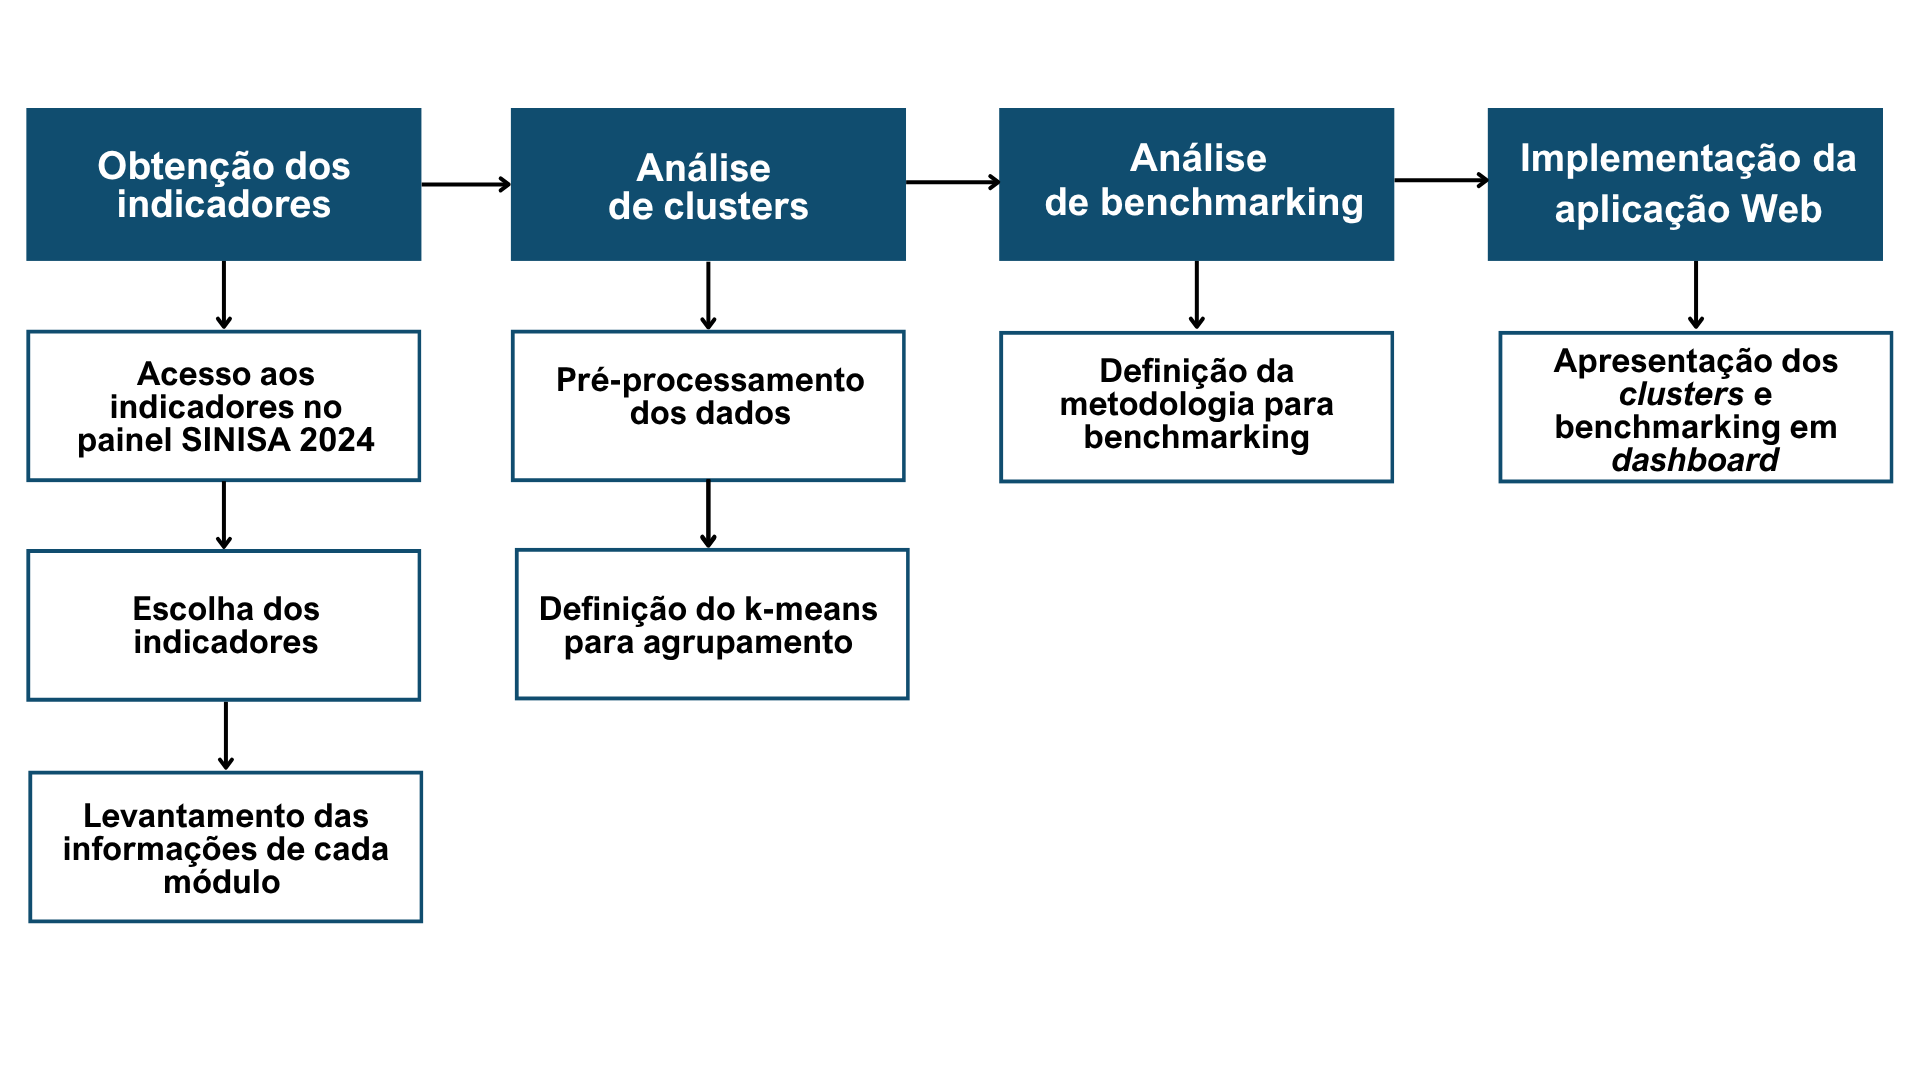 Obtenção dos
indicadores
Análise
de clusters
Análise
de benchmarking
Implementação da
aplicação Web
Acesso aos
indicadores no
painel SINISA 2024
Pré-processamento
dos dados
Definição da
metodologia para
benchmarking
Apresentação dos
clusters e
benchmarking em
dashboard
Escolha dos
indicadores
Definição do k-means
para agrupamento
Levantamento das
informações de cada
módulo